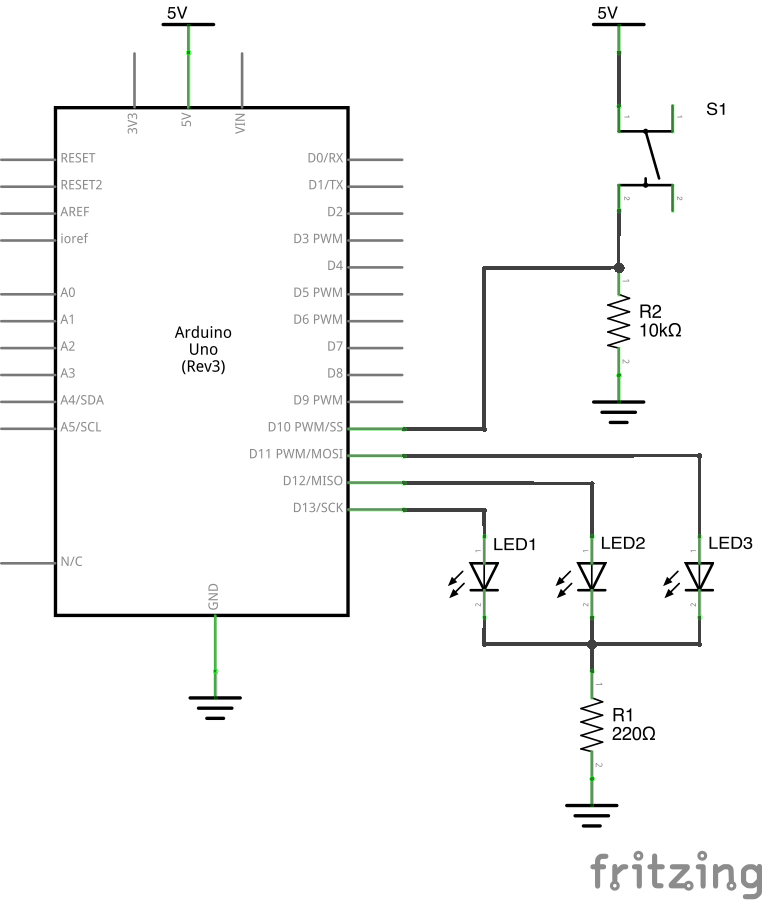 5V
5V
3V3
5V
VIN
S1
1
1
2
2
RESET
RESET2
AREF
ioref
A0
A1
A2
A3
A4/SDA
A5/SCL
N/C
Arduino
Uno
(Rev3)
D0/RX
D1/TX
D2
D3 PWM
D4
D5 PWM
D6 PWM
D7
D8
D9 PWM
D10 PWM/SS
D11 PWM/MOSI
D12/MISO
D13/SCK
GND
1
R2
10kΩ
2
LED1
1
2
LED2
1
2
LED3
1
2
1
R1
220Ω
2
fritzing